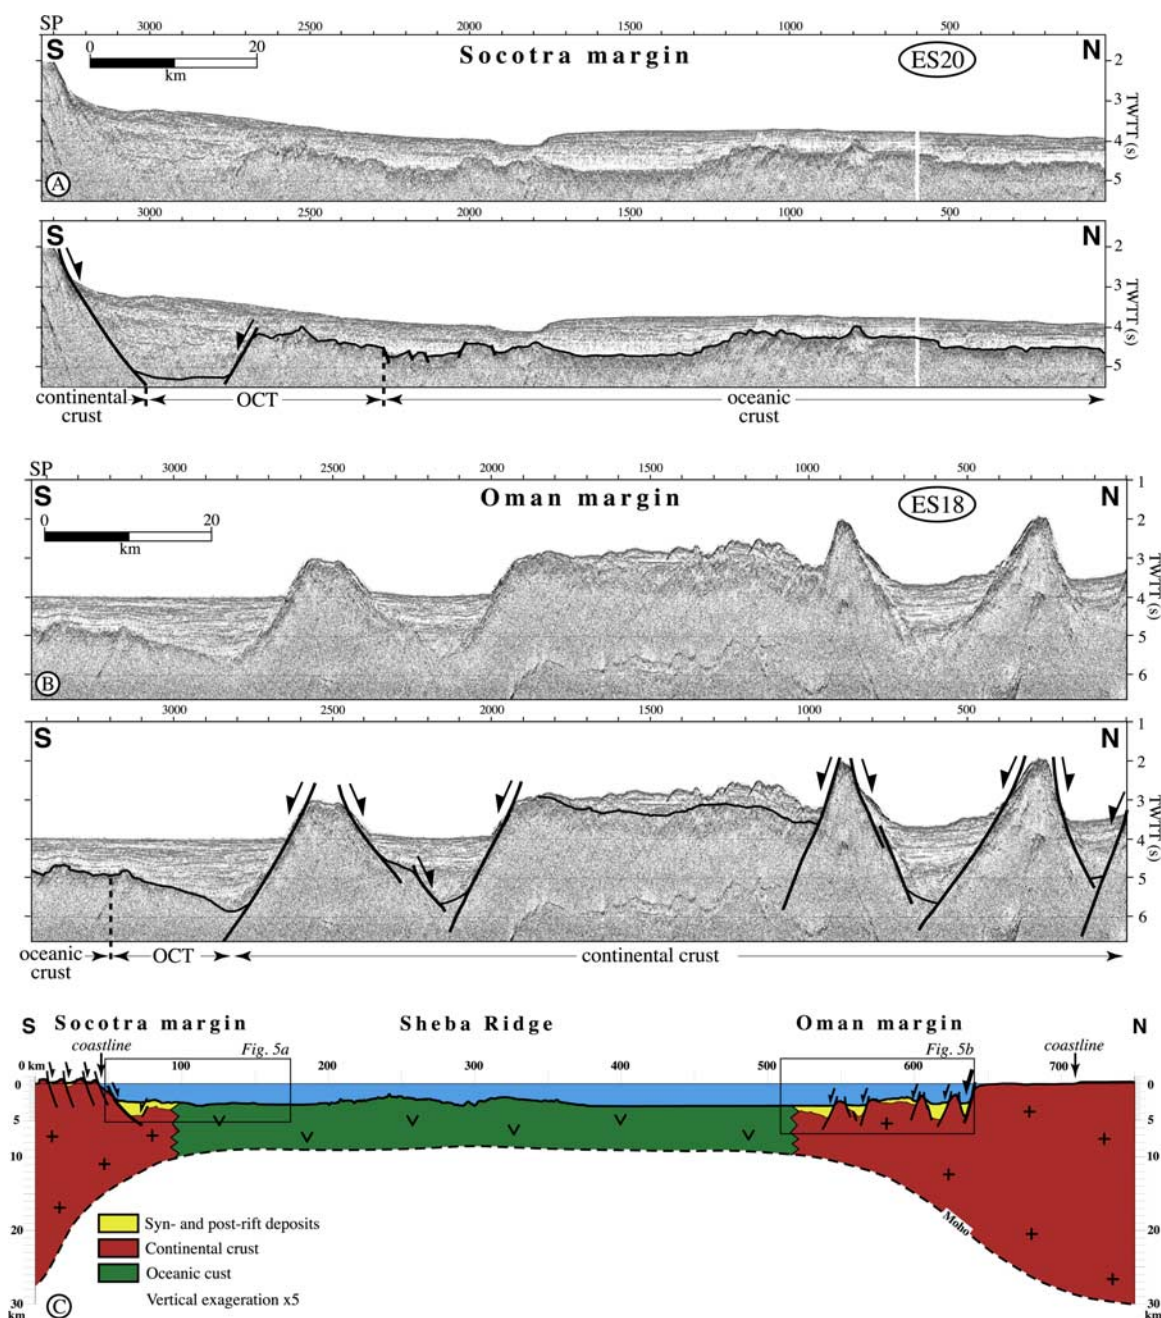 SP 3000 2500 2000 1500 1000 500
S Socotra margin ES20 N
0 20
km
2
3
4
5
TWTT (s)
A
3000 2500 2000 1500 1000 500
S N
2
3
4
5
TWTT (s)
continental crust OCT oceanic crust
SP 3000 2500 2000 1500 1000 500
S Oman margin ES18 N
0 20
km
1
2
3
4
5
6
TWTT (s)
B
3000 2500 2000 1500 1000 500
S N
1
2
3
4
5
6
TWTT (s)
oceanic crust OCT continental crust
S Socotra margin Sheba Ridge Oman margin N
coastline Fig. 5a Fig. 5b coastline
0 km 100 200 300 400 500 600 700
0 0
5 5
10 10
20 20
30 km 30 km
Moho
Syn- and post-rift deposits
Continental crust
Oceanic cust
Vertical exageration x5
C